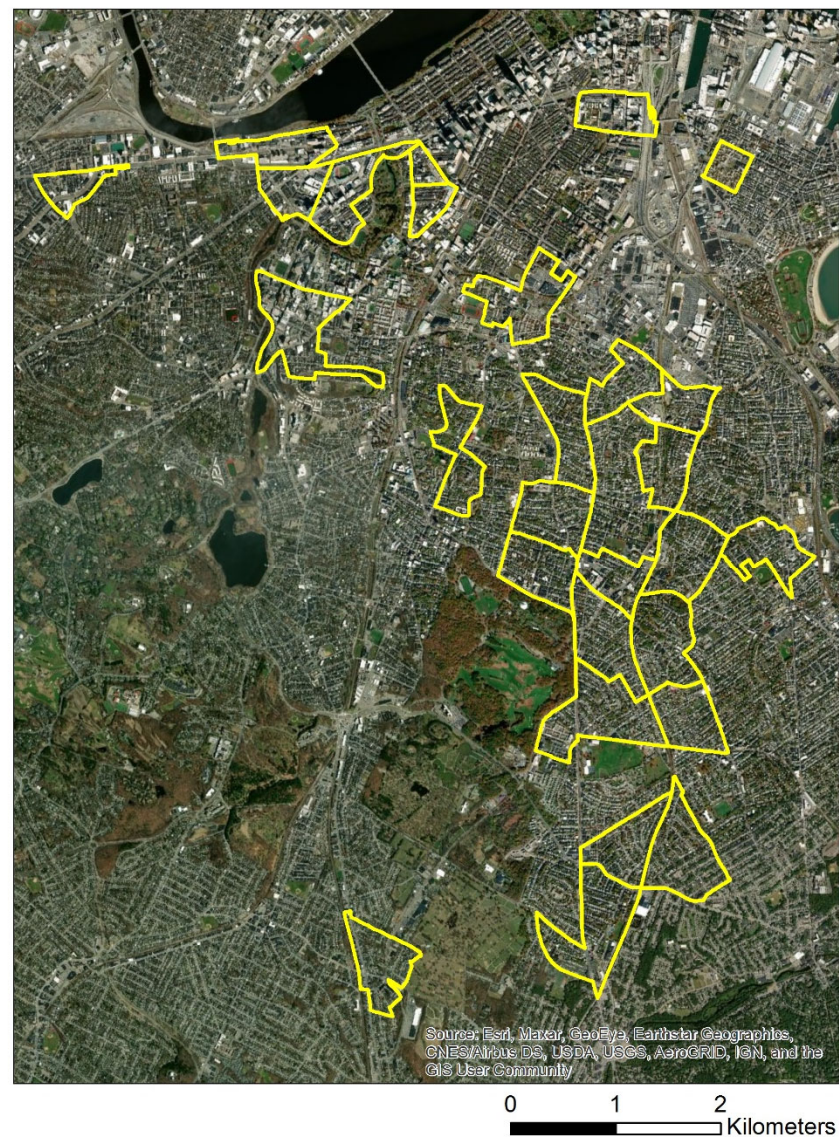 Source: Esri, Maxar, GeoEye, Earthstar Geographics,
CNES/Airbus DS, USDA, USGS, AeroGRID, IGN, and the
GIS User Community
0 1 2
Kilometers